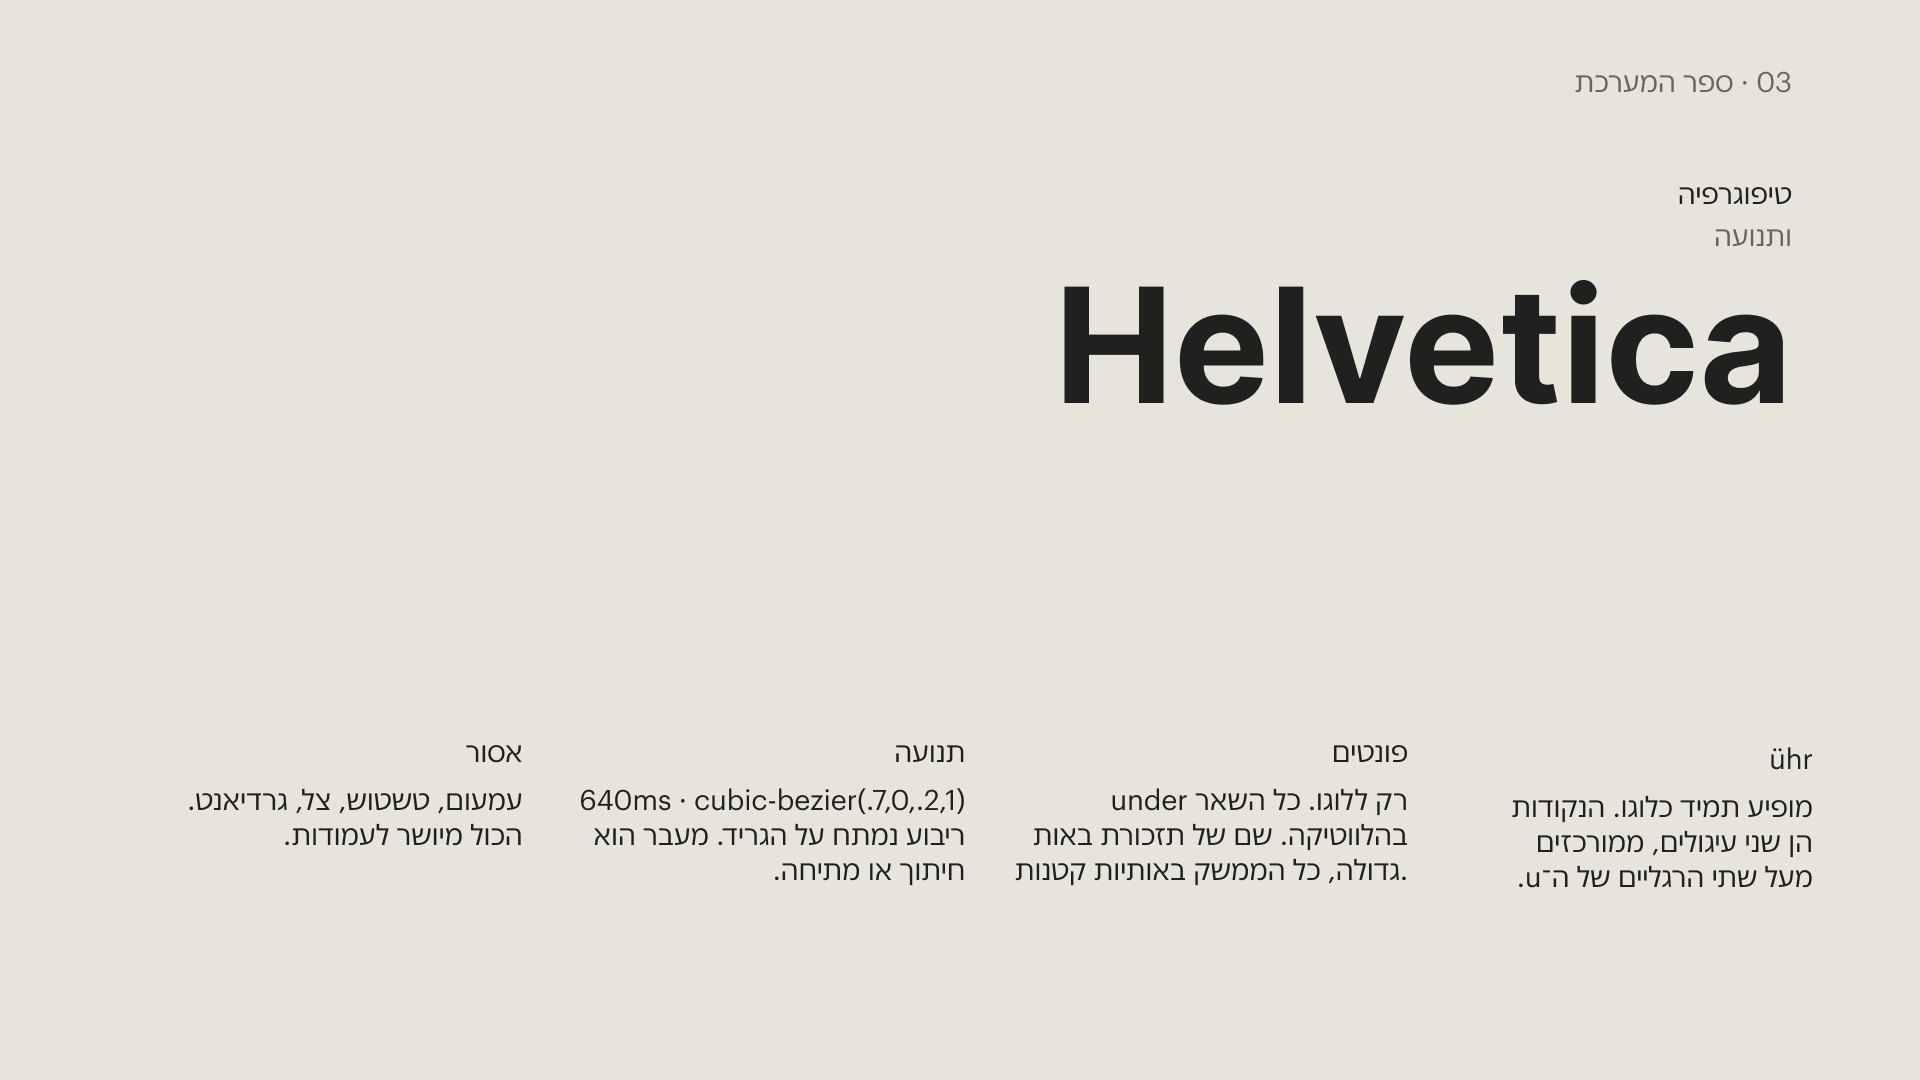 03 · ספר המערכת
טיפוגרפיה
ותנועה
Helvetica
ühr
מופיע תמיד כלוגו. הנקודות
הן שני עיגולים, ממורכזים
מעל שתי הרגליים של ה־u.
פונטים
רק ללוגו. כל השאר under
בהלווטיקה. שם של תזכורת באות
גדולה, כל הממשק באותיות קטנות.
תנועה
640ms · cubic-bezier(.7,0,.2,1)
ריבוע נמתח על הגריד. מעבר הוא
חיתוך או מתיחה.
אסור
עמעום, טשטוש, צל, גרדיאנט.
הכול מיושר לעמודות.